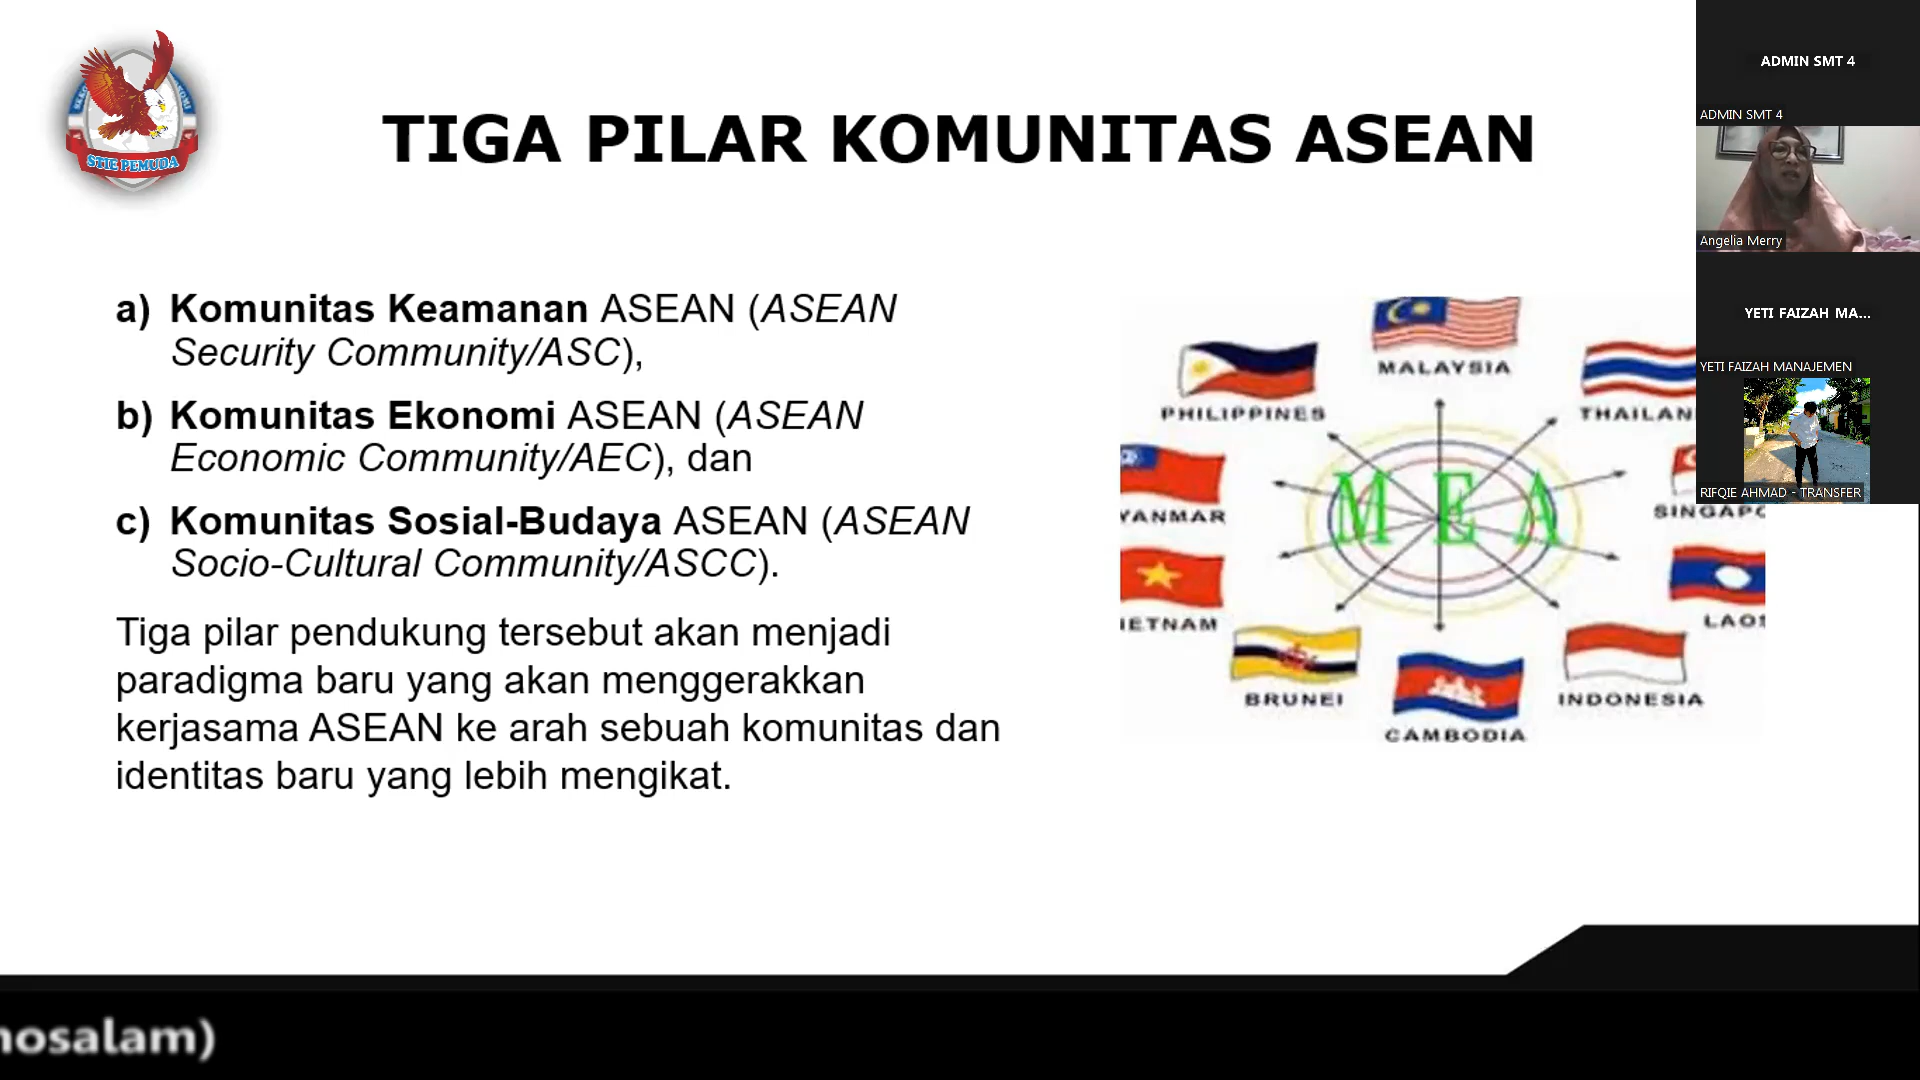 STIE PEMUDA
TIGA PILAR KOMUNITAS ASEAN
a) Komunitas Keamanan ASEAN (ASEAN
Security Community/ASC),
b) Komunitas Ekonomi ASEAN (ASEAN
Economic Community/AEC), dan
c) Komunitas Sosial-Budaya ASEAN (ASEAN
Socio-Cultural Community/ASCC).
Tiga pilar pendukung tersebut akan menjadi
paradigma baru yang akan menggerakkan
kerjasama ASEAN ke arah sebuah komunitas dan
identitas baru yang lebih mengikat.
MALAYSIA
PHILIPPINES
THAILAN
YANMAR
MEA
SINGAPO
IETNAM
LAOS
BRUNEI
INDONESIA
CAMBODIA
ADMIN SMT 4
ADMIN SMT 4
Angelia Merry
YETI FAIZAH MA...
YETI FAIZAH MANAJEMEN
RIFQIE AHMAD - TRANSFER
nosalam)